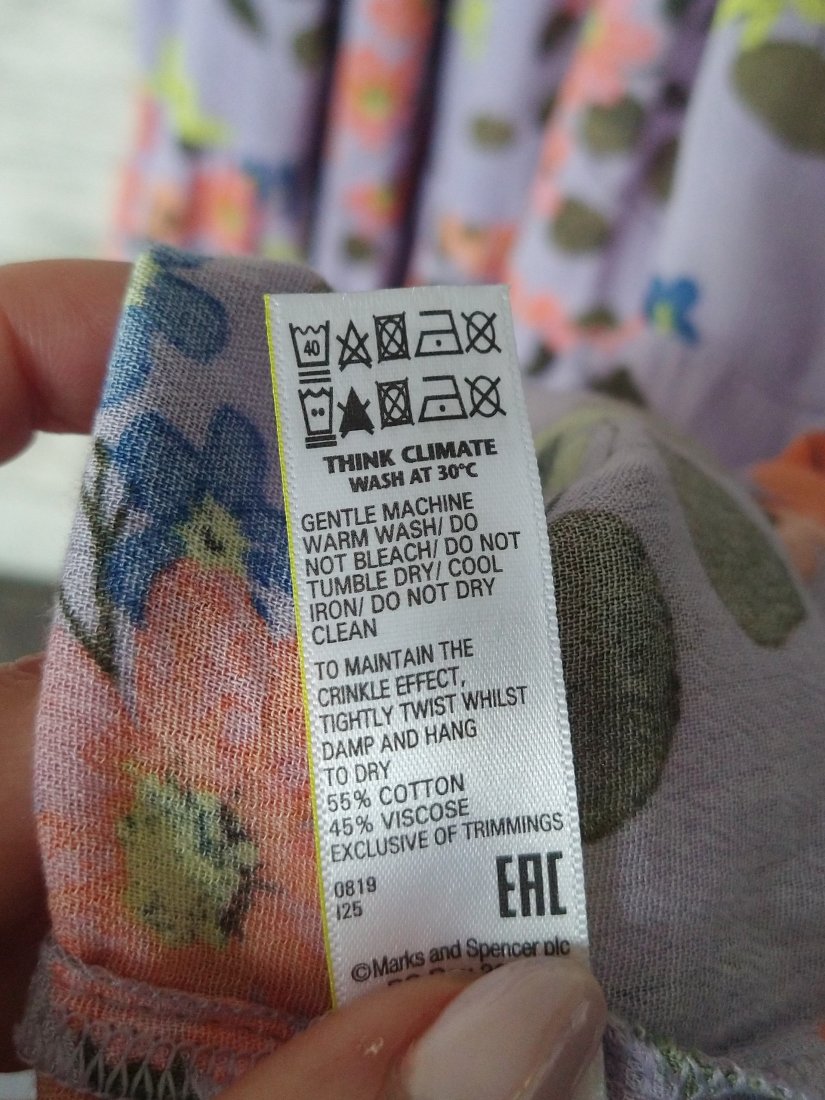 40
THINK CLIMATE
WASH AT 30°C
GENTLE MACHINE
WARM WASH/ DO
NOT BLEACH/ DO NOT
TUMBLE DRY/ COOL
IRON/ DO NOT DRY
CLEAN
TO MAINTAIN THE
CRINKLE EFFECT,
TIGHTLY TWIST WHILST
DAMP AND HANG
TO DRY
55% COTTON
45% VISCOSE
EXCLUSIVE OF TRIMMINGS
0819
I25
EAC
©Marks and Spencer plc